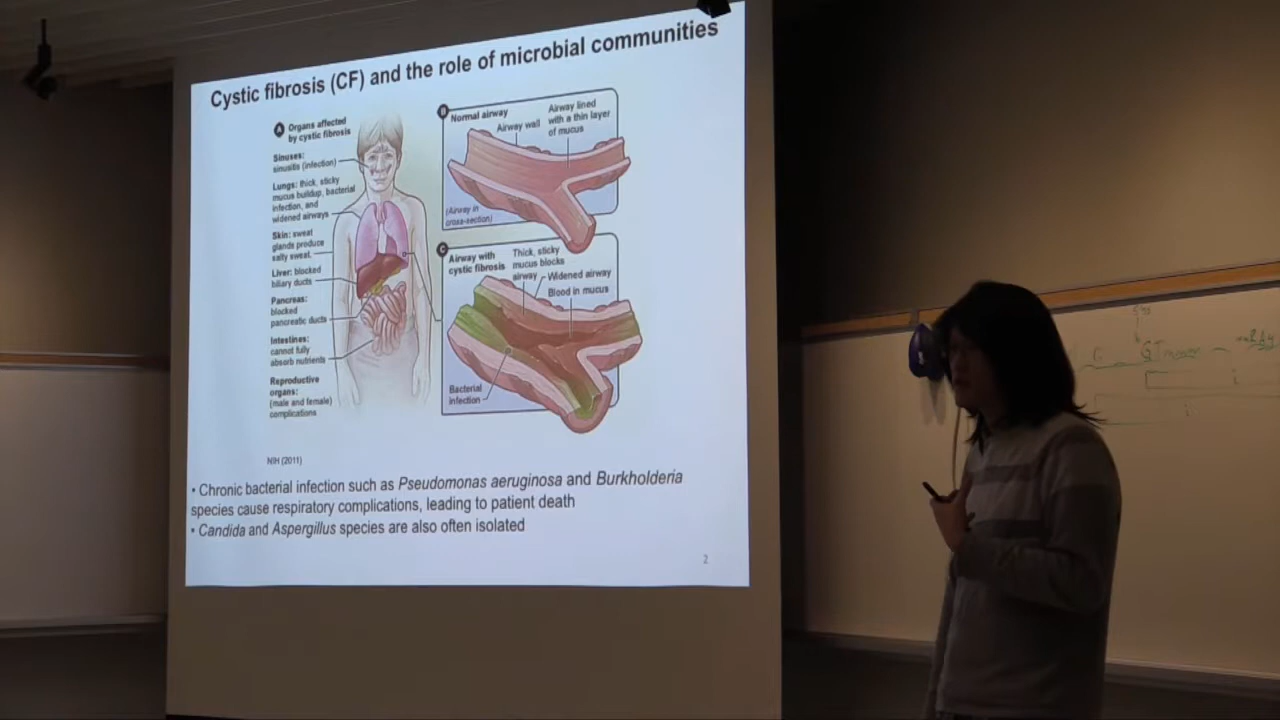 Cystic fibrosis (CF) and the role of microbial communities
A Organs affected
by cystic fibrosis
Sinuses:
sinusitis (infection)
Lungs: thick, sticky
mucus buildup, bacterial
infection, and
widened airways
Skin: sweat
glands produce
salty sweat.
Liver: blocked
biliary ducts
Pancreas:
blocked
pancreatic ducts
Intestines:
cannot fully
absorb nutrients
Reproductive
organs:
(male and female)
complications
B Normal airway
Airway wall
Airway lined
with a thin layer
of mucus
(Airway in
cross-section)
C Airway with
cystic fibrosis
Thick, sticky
mucus blocks
airway
Widened airway
Blood in mucus
Bacterial
infection
NIH (2011)
• Chronic bacterial infection such as Pseudomonas aeruginosa and Burkholderia
species cause respiratory complications, leading to patient death
• Candida and Aspergillus species are also often isolated
2